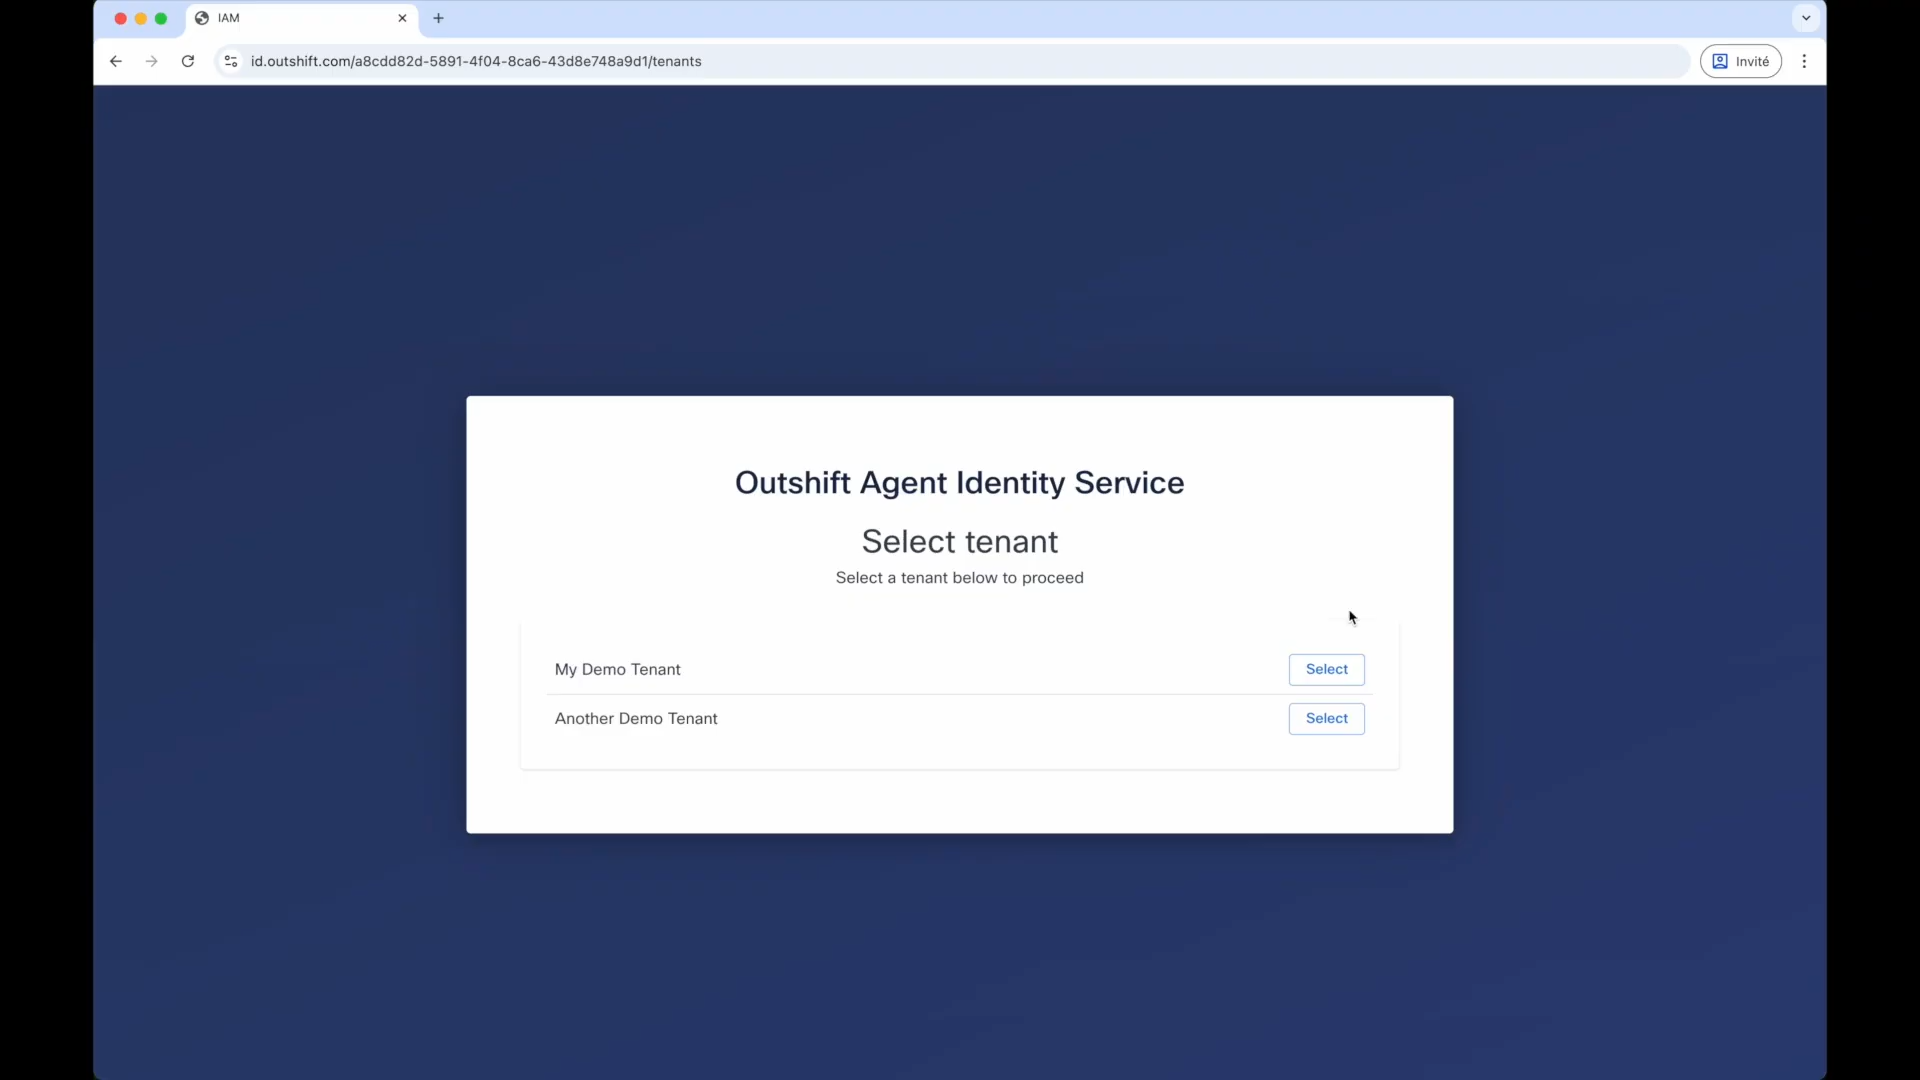 IAM
id.outshift.com/a8cdd82d-5891-4f04-8ca6-43d8e748a9d1/tenants
Invité
Outshift Agent Identity Service
Select tenant
Select a tenant below to proceed
My Demo Tenant Select
Another Demo Tenant Select